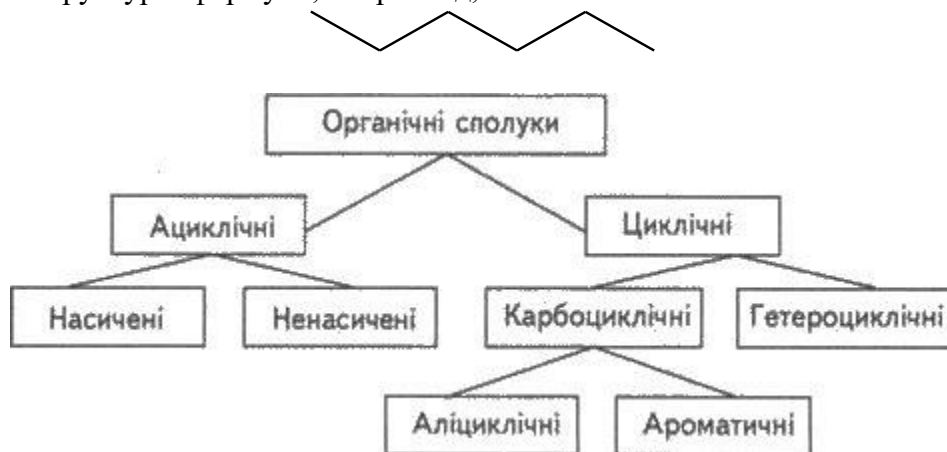 Органічні сполуки
Ациклічні
Циклічні
Насичені
Ненасичені
Карбоциклічні
Гетероциклічні
Аліциклічні
Ароматичні